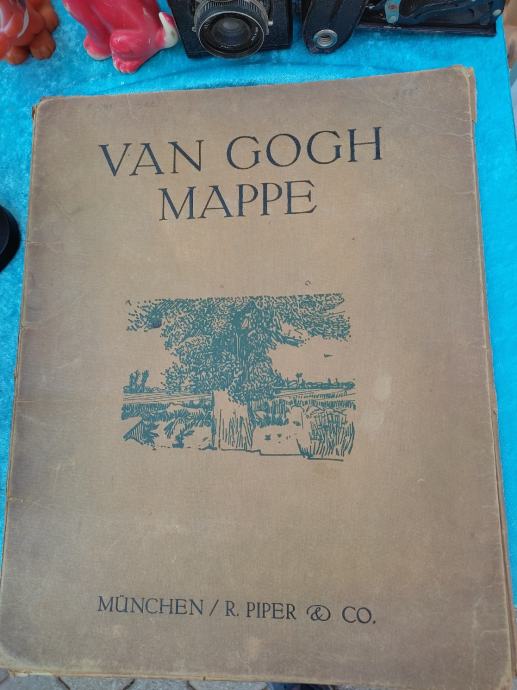 VAN GOGH
MAPPE
MÜNCHEN / R. PIPER & CO.